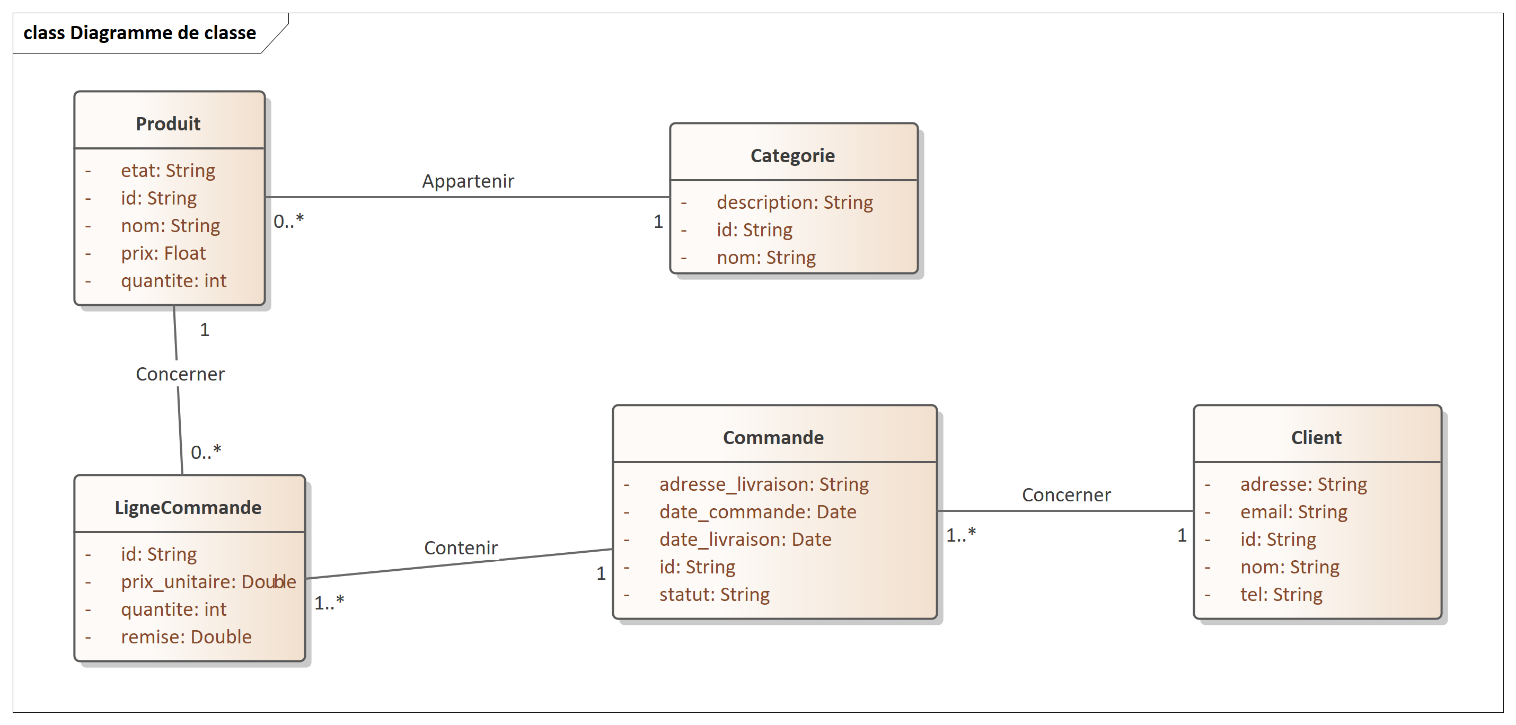 class Diagramme de classe
Produit
- etat: String
- id: String
- nom: String
- prix: Float
- quantite: int
Appartenir
0..*
1
Categorie
- description: String
- id: String
- nom: String
1
Concerner
0..*
LigneCommande
- id: String
- prix_unitaire: Double
- quantite: int
- remise: Double
Contenir
1..*
1
Commande
- adresse_livraison: String
- date_commande: Date
- date_livraison: Date
- id: String
- statut: String
Concerner
1..*
1
Client
- adresse: String
- email: String
- id: String
- nom: String
- tel: String